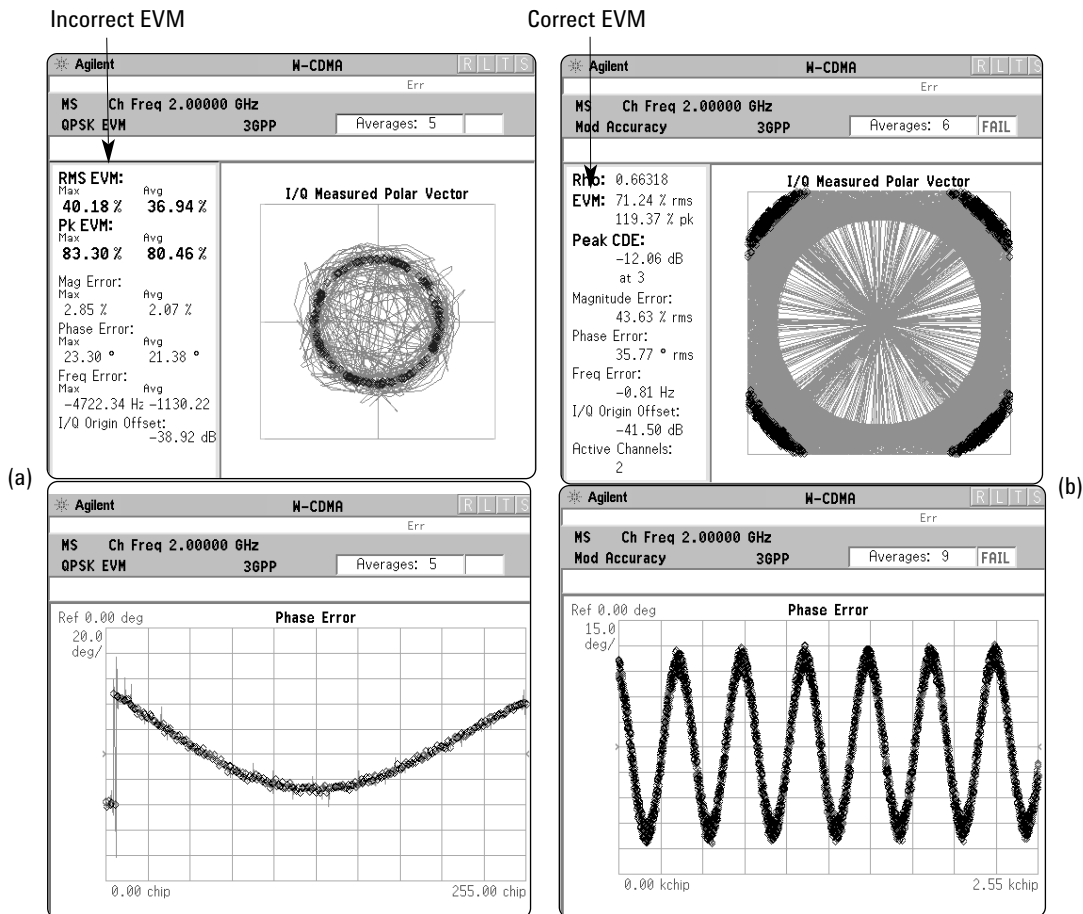 Incorrect EVM
Correct EVM
Agilent W-CDMA R L T S
Err
MS Ch Freq 2.00000 GHz
QPSK EVM 3GPP Averages: 5
RMS EVM:
Max Avg
40.18 % 36.94 %
Pk EVM:
Max Avg
83.30 % 80.46 %
Mag Error:
Max Avg
2.85 % 2.07 %
Phase Error:
Max Avg
23.30 ° 21.38 °
Freq Error:
Max Avg
-4722.34 Hz -1130.22
I/Q Origin Offset:
-38.92 dB
I/Q Measured Polar Vector
Agilent W-CDMA R L T S
Err
MS Ch Freq 2.00000 GHz
Mod Accuracy 3GPP Averages: 6 FAIL
Rho: 0.66318
EVM: 71.24 % rms
119.37 % pk
Peak CDE:
-12.06 dB
at 3
Magnitude Error:
43.63 % rms
Phase Error:
35.77 ° rms
Freq Error:
-0.81 Hz
I/Q Origin Offset:
-41.50 dB
Active Channels:
2
I/Q Measured Polar Vector
(a)
(b)
Agilent W-CDMA R L T S
Err
MS Ch Freq 2.00000 GHz
QPSK EVM 3GPP Averages: 5
Ref 0.00 deg Phase Error
20.0
deg/
0.00 chip 255.00 chip
Agilent W-CDMA R L T S
Err
MS Ch Freq 2.00000 GHz
Mod Accuracy 3GPP Averages: 9 FAIL
Ref 0.00 deg Phase Error
15.0
deg/
0.00 kchip 2.55 kchip